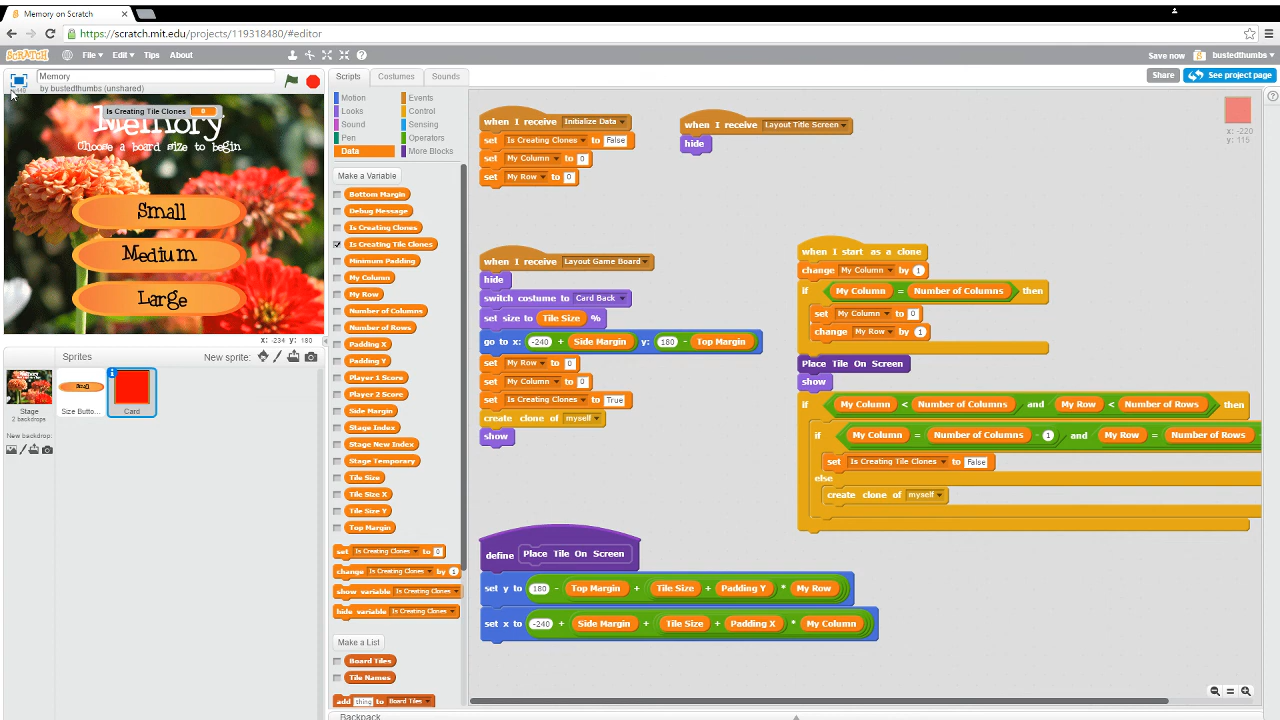 Memory on Scratch
https://scratch.mit.edu/projects/119318480/#editor
SCRATCH File Edit Tips About Save now bustedthumbs
Memory
by bustedthumbs (unshared)
Share See project page
Scripts Costumes Sounds
Is Creating Tile Clones 0
Memory
Choose a board size to begin
Small
Medium
Large
x: -234 y: 180
Sprites New sprite:
Stage
2 backdrops
New backdrop:
Size Butto...
Card
Motion Events
Looks Control
Sound Sensing
Pen Operators
Data More Blocks
Make a Variable
Bottom Margin
Debug Message
Is Creating Clones
Is Creating Tile Clones
Minimum Padding
My Column
My Row
Number of Columns
Number of Rows
Padding X
Padding Y
Player 1 Score
Player 2 Score
Side Margin
Stage Index
Stage New Index
Stage Temporary
Tile Size
Tile Size X
Tile Size Y
Top Margin
set Is Creating Clones to 0
change Is Creating Clones by 1
show variable Is Creating Clones
hide variable Is Creating Clones
Make a List
Board Tiles
Tile Names
add thing to Board Tiles
when I receive Initialize Data
set Is Creating Clones to False
set My Column to 0
set My Row to 0
when I receive Layout Title Screen
hide
x: -220
y: 115
when I receive Layout Game Board
hide
switch costume to Card Back
set size to Tile Size %
go to x: -240 + Side Margin y: 180 - Top Margin
set My Row to 0
set My Column to 0
set Is Creating Clones to True
create clone of myself
show
when I start as a clone
change My Column by 1
if My Column = Number of Columns then
set My Column to 0
change My Row by 1
Place Tile On Screen
show
if My Column < Number of Columns and My Row < Number of Rows then
if My Column = Number of Columns - 1 and My Row = Number of Rows
set Is Creating Tile Clones to False
else
create clone of myself
define Place Tile On Screen
set y to 180 - Top Margin + Tile Size + Padding Y * My Row
set x to -240 + Side Margin + Tile Size + Padding X * My Column
Backpack